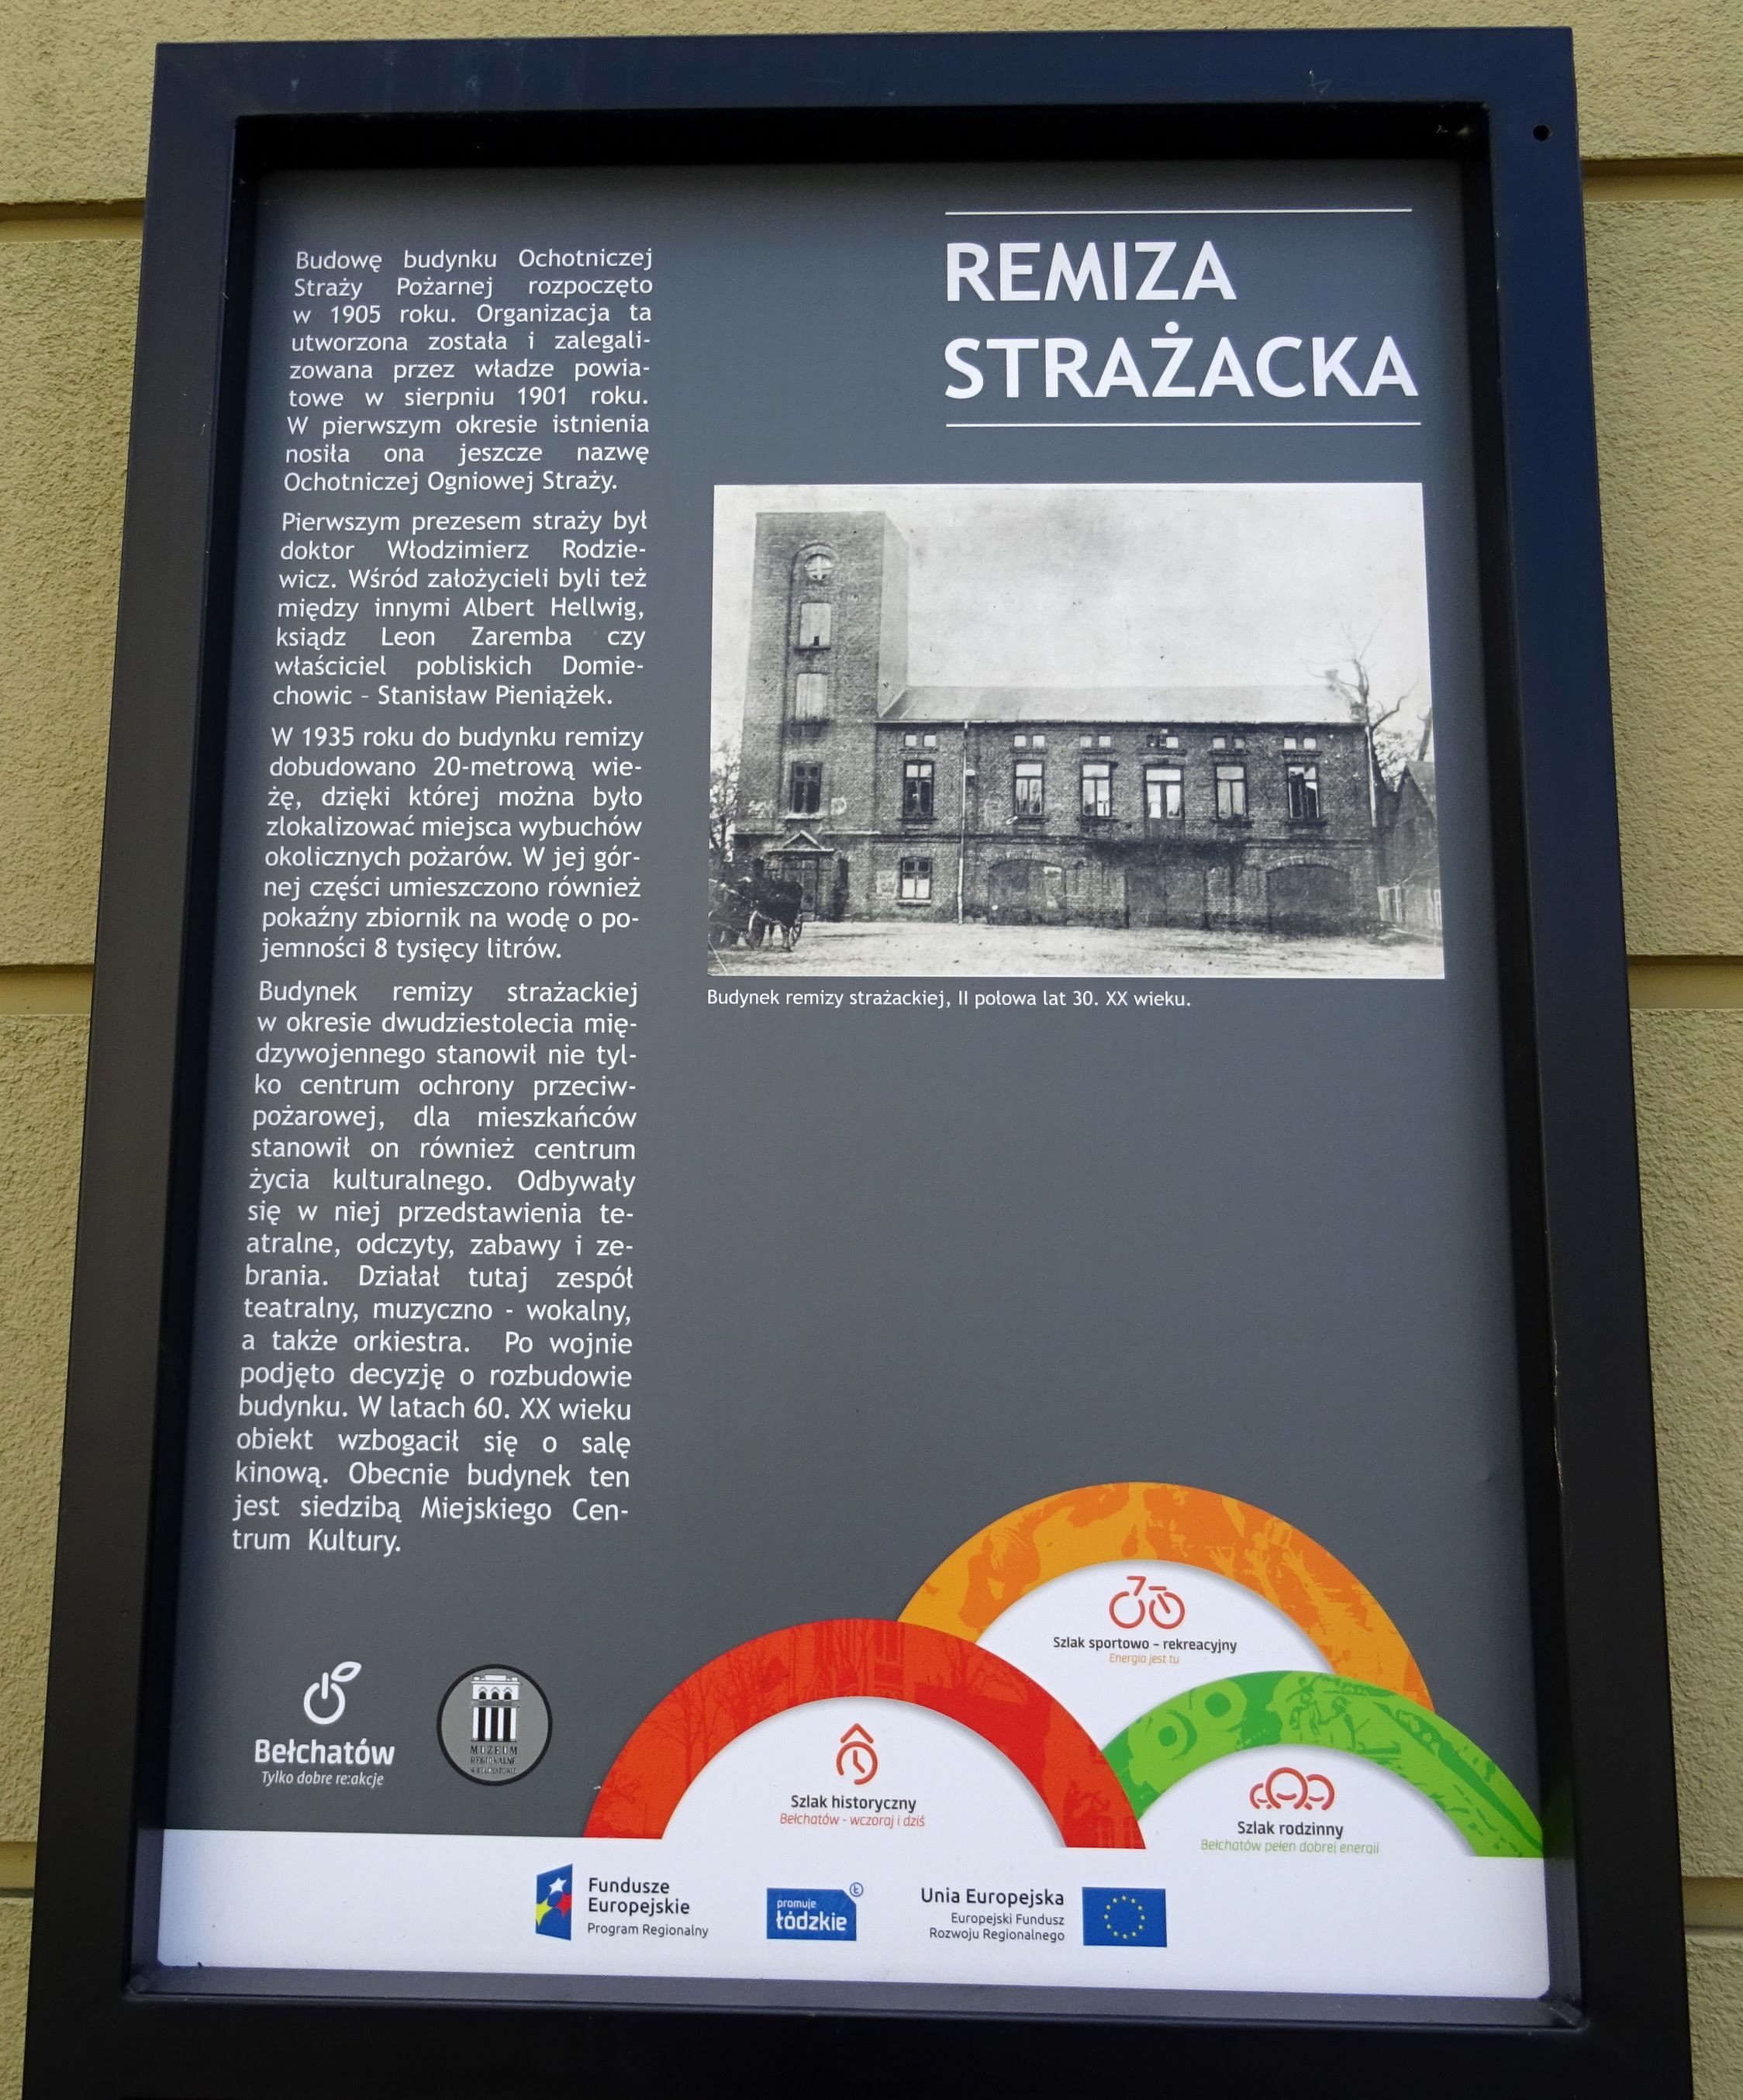 REMIZA
STRAŻACKA
Budowę budynku Ochotniczej
Straży Pożarnej rozpoczęto
w 1905 roku. Organizacja ta
utworzona została i zalegali-
zowana przez władze powia-
towe w sierpniu 1901 roku.
W pierwszym okresie istnienia
nosiła ona jeszcze nazwę
Ochotniczej Ogniowej Straży.
Pierwszym prezesem straży był
doktor Włodzimierz Rodzie-
wicz. Wśród założycieli byli też
między innymi Albert Hellwig,
ksiądz Leon Zaremba czy
właściciel pobliskich Domie-
chowic – Stanisław Pieniążek.
W 1935 roku do budynku remizy
dobudowano 20-metrową wie-
żę, dzięki której można było
zlokalizować miejsca wybuchów
okolicznych pożarów. W jej gór-
nej części umieszczono również
pokaźny zbiornik na wodę o po-
jemności 8 tysięcy litrów.
Budynek remizy strażackiej
w okresie dwudziestolecia mię-
dzywojennego stanowił nie tyl-
ko centrum ochrony przeciw-
pożarowej, dla mieszkańców
stanowił on również centrum
życia kulturalnego. Odbywały
się w niej przedstawienia te-
atralne, odczyty, zabawy i ze-
brania. Działał tutaj zespół
teatralny, muzyczno - wokalny,
a także orkiestra. Po wojnie
podjęto decyzję o rozbudowie
budynku. W latach 60. XX wieku
obiekt wzbogacił się o salę
kinową. Obecnie budynek ten
jest siedzibą Miejskiego Cen-
trum Kultury.
Budynek remizy strażackiej, II połowa lat 30. XX wieku.
Szlak sportowo – rekreacyjny
Energia jest tu
Szlak historyczny
Bełchatów - wczoraj i dziś
Szlak rodzinny
Bełchatów pełen dobrej energii
Bełchatów
Tylko dobre re:akcje
MUZEUM
REGIONALNE
W BEŁCHATOWIE
Fundusze
Europejskie
Program Regionalny
promuje
łódzkie
Unia Europejska
Europejski Fundusz
Rozwoju Regionalnego